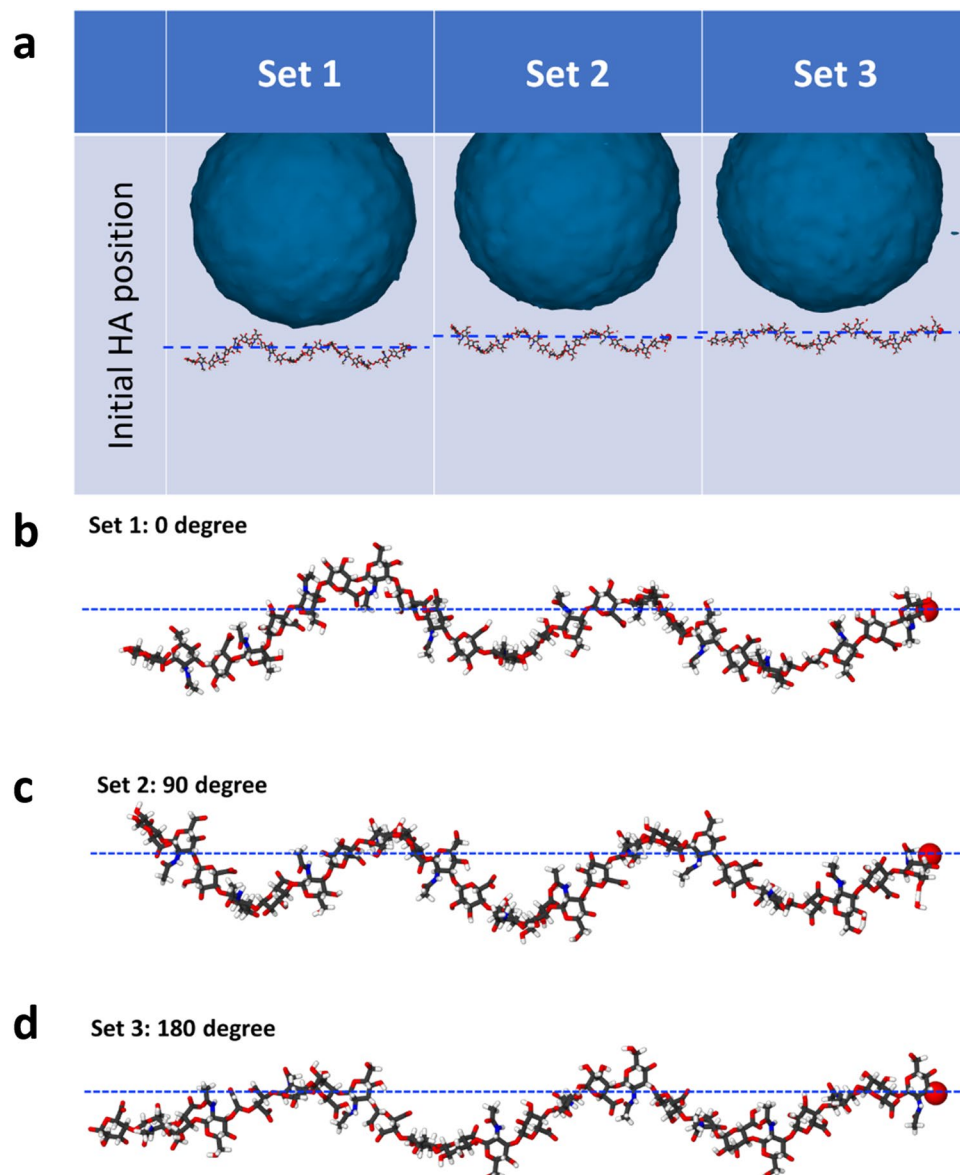 a
Set 1
Set 2
Set 3
Initial HA position
b
Set 1: 0 degree
c
Set 2: 90 degree
d
Set 3: 180 degree